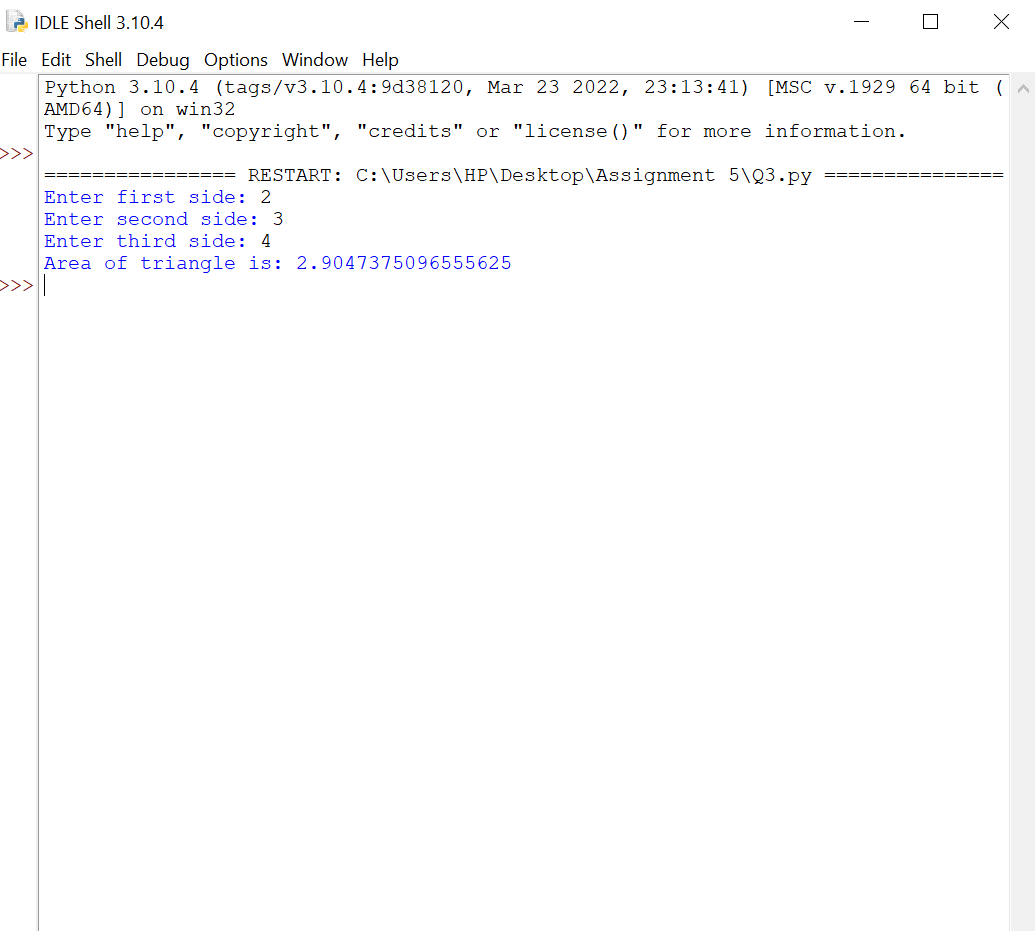 IDLE Shell 3.10.4
File Edit Shell Debug Options Window Help
Python 3.10.4 (tags/v3.10.4:9d38120, Mar 23 2022, 23:13:41) [MSC v.1929 64 bit (
AMD64)] on win32
Type "help", "copyright", "credits" or "license()" for more information.
>>>
================ RESTART: C:\Users\HP\Desktop\Assignment 5\Q3.py ===============
Enter first side: 2
Enter second side: 3
Enter third side: 4
Area of triangle is: 2.9047375096555625
>>>